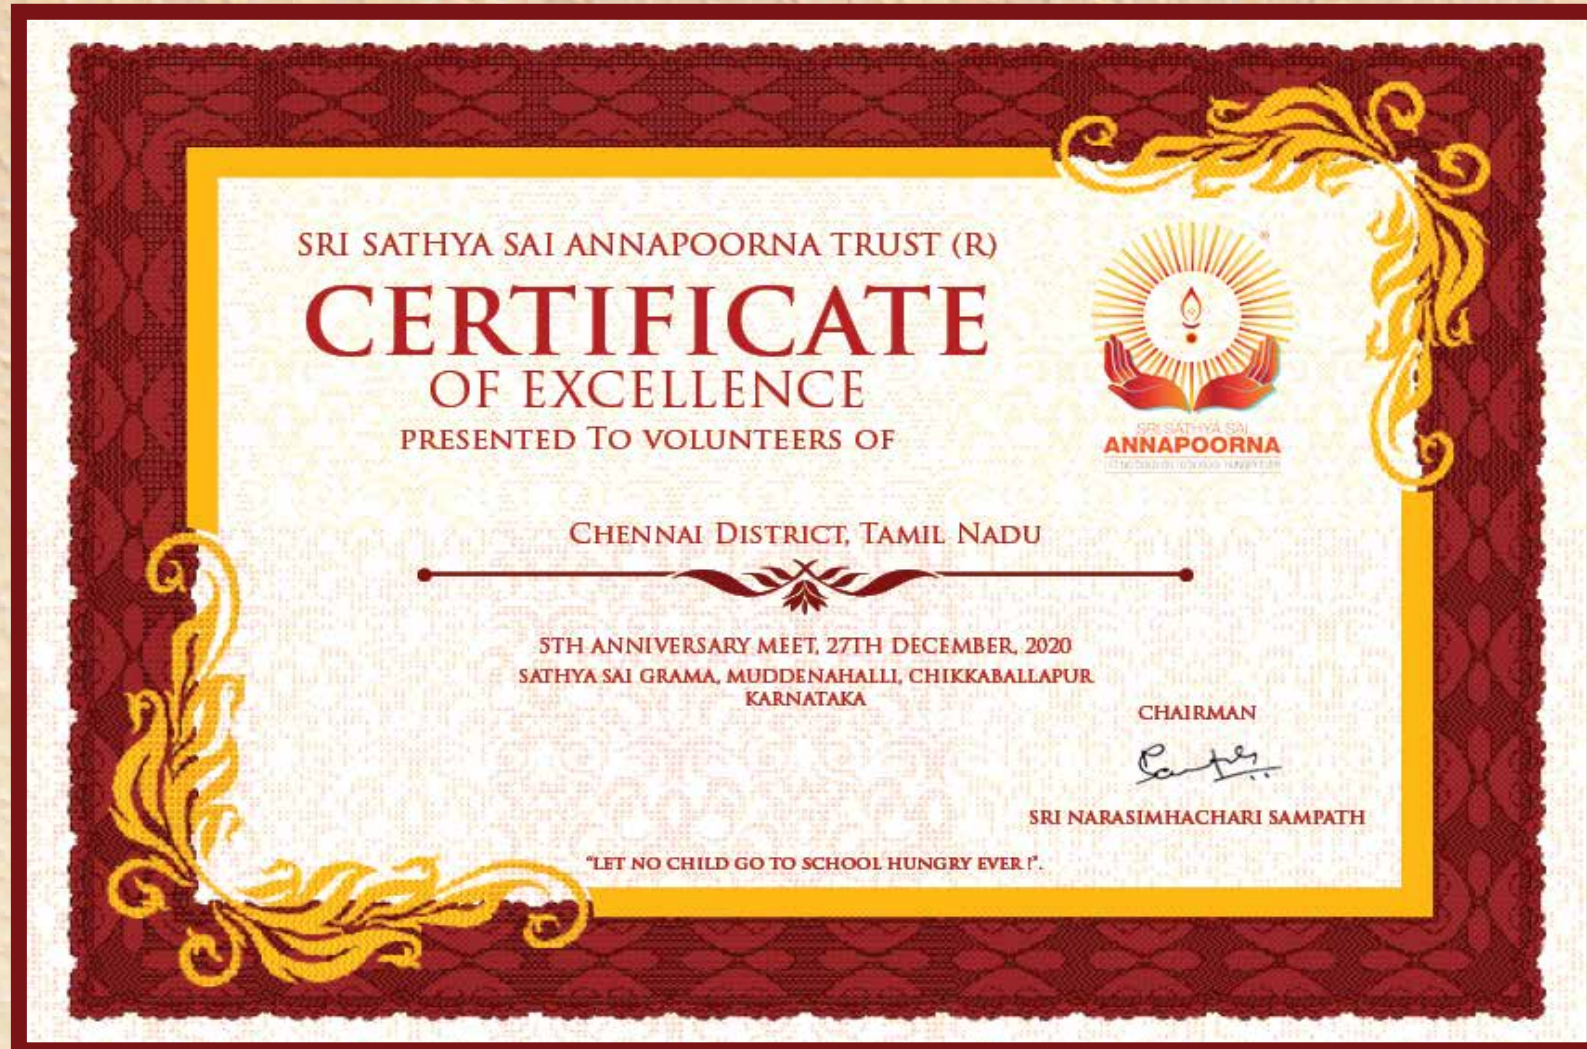 SRI SATHYA SAI ANNAPOORNA TRUST (R)
CERTIFICATE
OF EXCELLENCE
PRESENTED TO VOLUNTEERS OF
SRI SATHYA SAI
ANNAPOORNA
CHENNAI DISTRICT, TAMIL NADU
5TH ANNIVERSARY MEET, 27TH DECEMBER, 2020
SATHYA SAI GRAMA, MUDDENAHALLI, CHIKKABALLAPUR
KARNATAKA
CHAIRMAN
SRI NARASIMHACHARI SAMPATH
"LET NO CHILD GO TO SCHOOL HUNGRY EVER !".